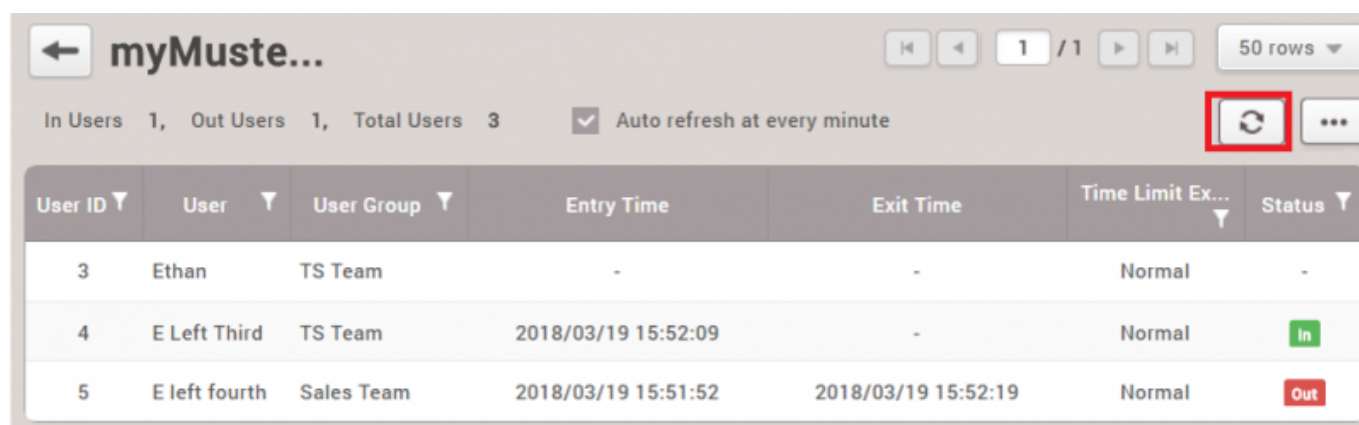 myMuste... 1 /1 50 rows
In Users 1, Out Users 1, Total Users 3 Auto refresh at every minute
User ID User User Group Entry Time Exit Time Time Limit Ex... Status
3 Ethan TS Team - - Normal -
4 E Left Third TS Team 2018/03/19 15:52:09 - Normal In
5 E left fourth Sales Team 2018/03/19 15:51:52 2018/03/19 15:52:19 Normal Out